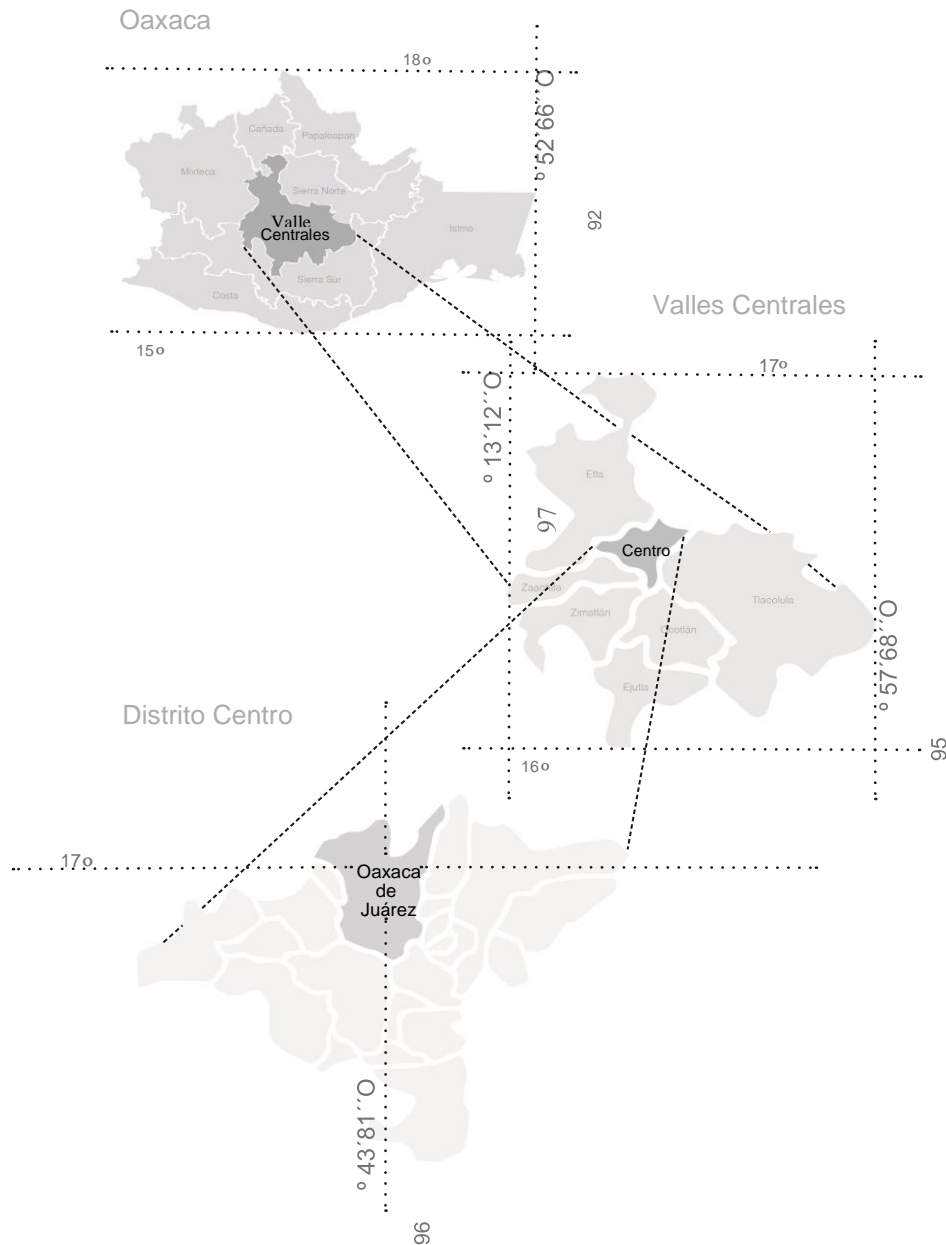 Oaxaca
18º
º 52´66´´O
92
Cañada
Papaloapan
Mixteca
Sierra Norte
Valle
Centrales
Istmo
Sierra Sur
Costa
15º
Valles Centrales
17º
º 13´12´´O
97
Etla
Centro
Zaachila
Zimatlán
Ocotlán
Tlacolula
Ejutla
º 57´68´´O
95
16º
Distrito Centro
17º
Oaxaca
de
Juárez
º 43´81´´O
96